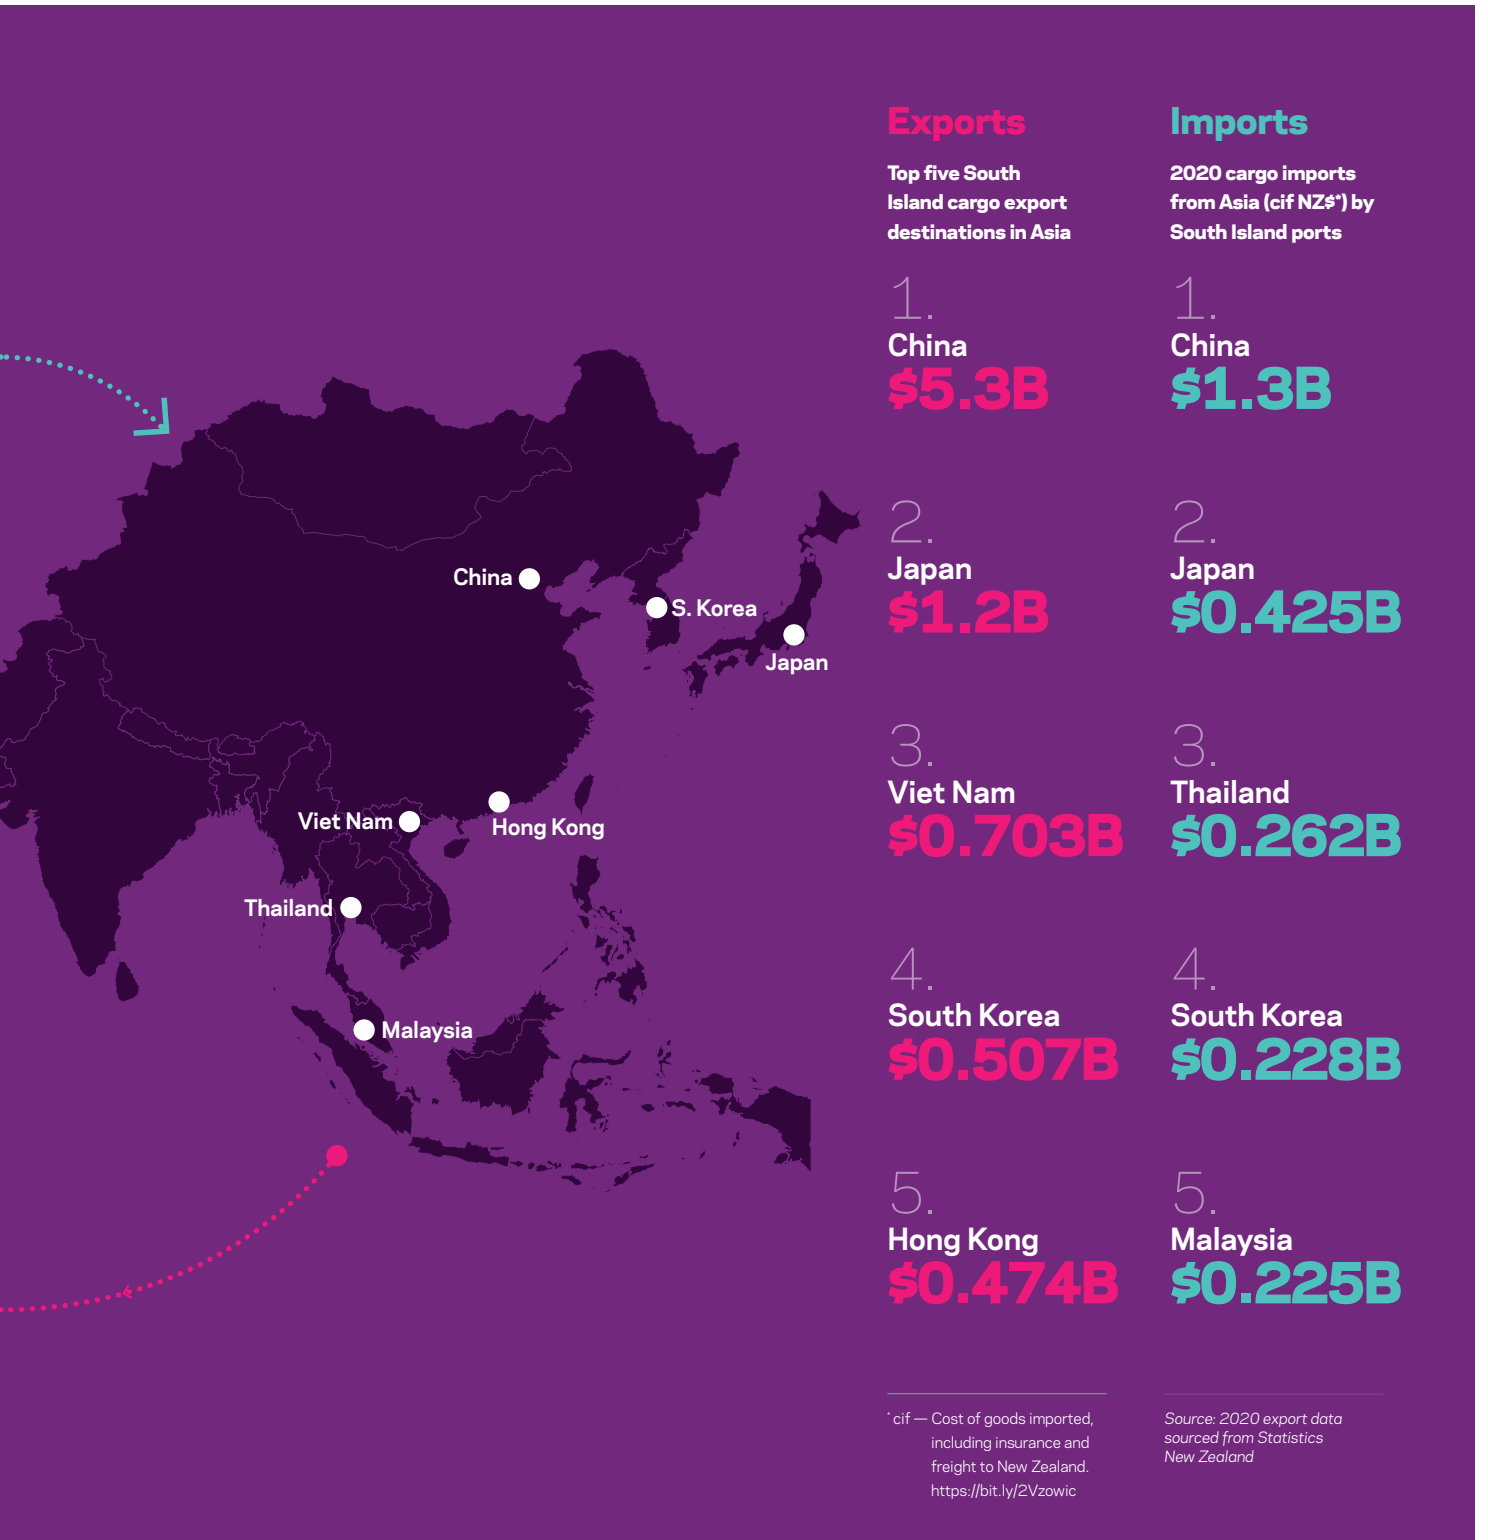 Exports
Top five South
Island cargo export
destinations in Asia
1.
China
$5.3B
2.
Japan
$1.2B
3.
Viet Nam
$0.703B
4.
South Korea
$0.507B
5.
Hong Kong
$0.474B
Imports
2020 cargo imports
from Asia (cif NZ$*) by
South Island ports
1.
China
$1.3B
2.
Japan
$0.425B
3.
Thailand
$0.262B
4.
South Korea
$0.228B
5.
Malaysia
$0.225B
China
S. Korea
Japan
Viet Nam
Hong Kong
Thailand
Malaysia
* cif — Cost of goods imported,
including insurance and
freight to New Zealand.
https://bit.ly/2Vzowic
Source: 2020 export data
sourced from Statistics
New Zealand